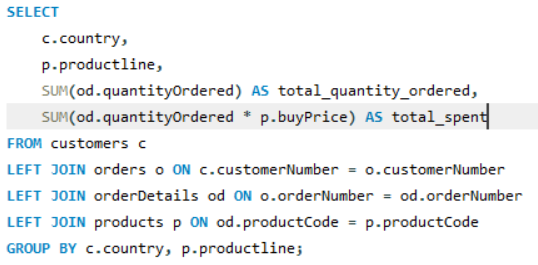 SELECT
c.country,
p.productline,
SUM(od.quantityOrdered) AS total_quantity_ordered,
SUM(od.quantityOrdered * p.buyPrice) AS total_spent
FROM customers c
LEFT JOIN orders o ON c.customerNumber = o.customerNumber
LEFT JOIN orderDetails od ON o.orderNumber = od.orderNumber
LEFT JOIN products p ON od.productCode = p.productCode
GROUP BY c.country, p.productline;